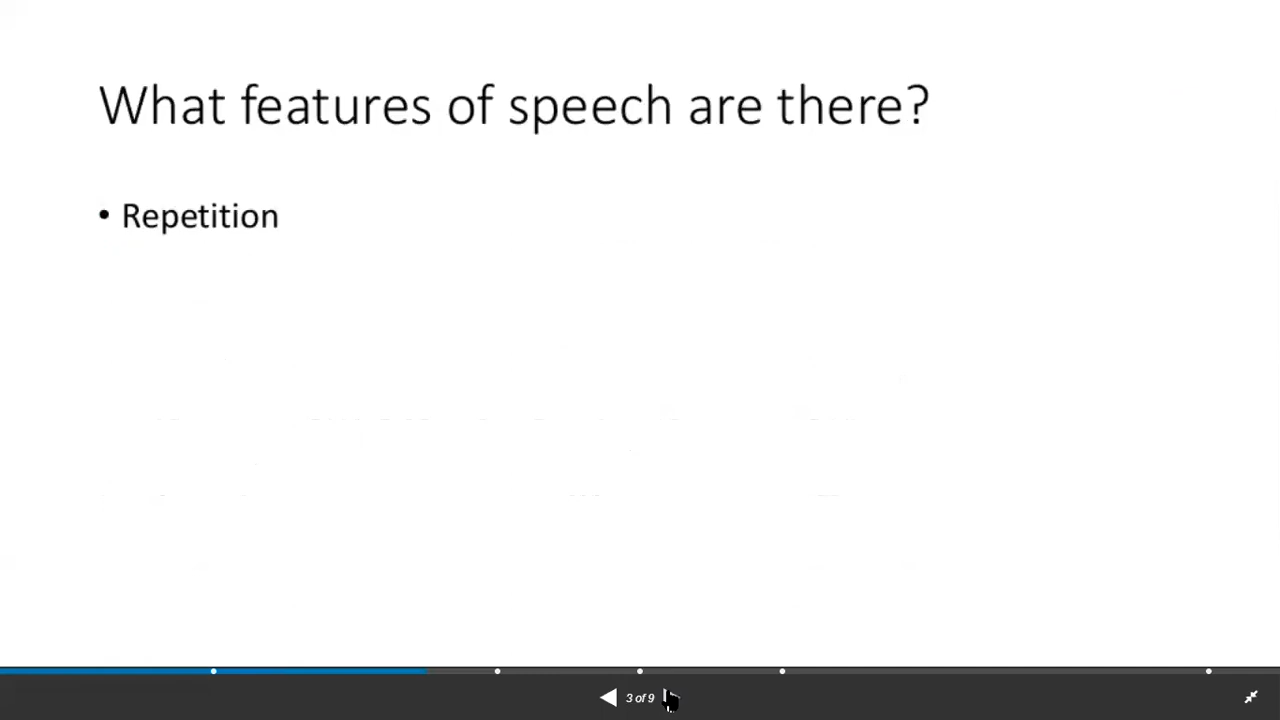 What features of speech are there?
• Repetition
3 of 9